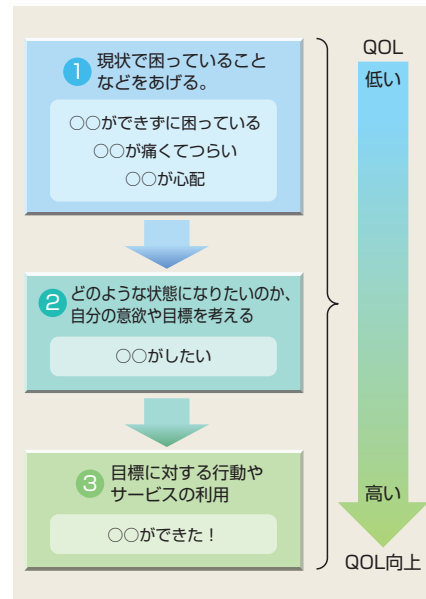 ① 現状で困っていること
などをあげる。
○○ができずに困っている
○○が痛くてつらい
○○が心配
② どのような状態になりたいのか、
自分の意欲や目標を考える
○○がしたい
③ 目標に対する行動や
サービスの利用
○○ができた！
QOL
低い
高い
QOL向上